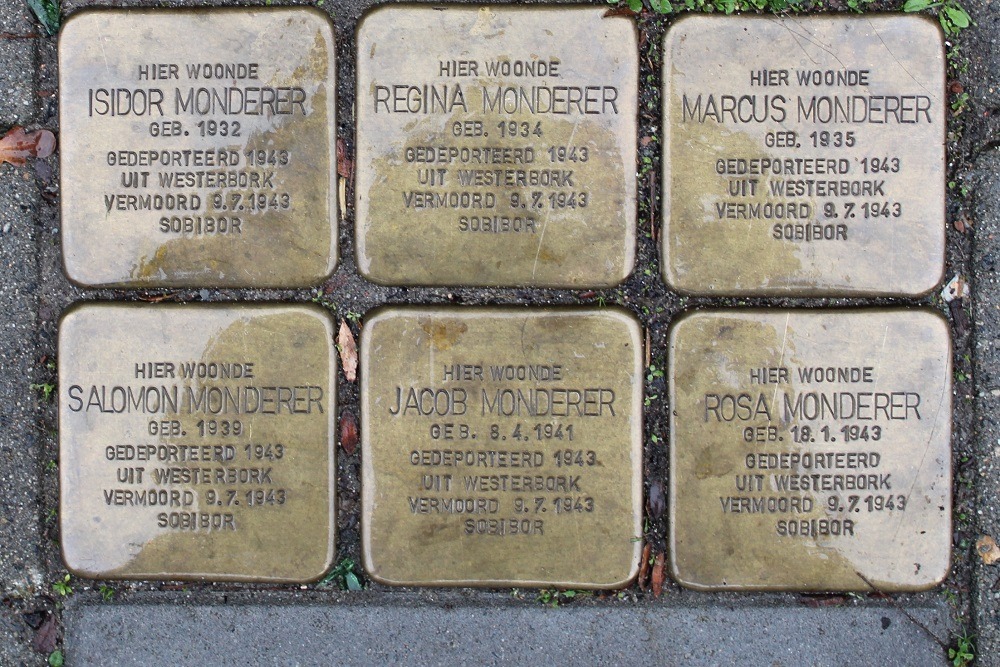 HIER WOONDE
ISIDOR MONDERER
GEB. 1932
GEDEPORTEERD 1943
UIT WESTERBORK
VERMOORD 9.7.1943
SOBIBOR
HIER WOONDE
REGINA MONDERER
GEB. 1934
GEDEPORTEERD 1943
UIT WESTERBORK
VERMOORD 9.7.1943
SOBIBOR
HIER WOONDE
MARCUS MONDERER
GEB. 1935
GEDEPORTEERD 1943
UIT WESTERBORK
VERMOORD 9.7.1943
SOBIBOR
HIER WOONDE
SALOMON MONDERER
GEB. 1939
GEDEPORTEERD 1943
UIT WESTERBORK
VERMOORD 9.7.1943
SOBIBOR
HIER WOONDE
JACOB MONDERER
GEB. 8.4.1941
GEDEPORTEERD 1943
UIT WESTERBORK
VERMOORD 9.7.1943
SOBIBOR
HIER WOONDE
ROSA MONDERER
GEB. 18.1.1943
GEDEPORTEERD
UIT WESTERBORK
VERMOORD 9.7.1943
SOBIBOR